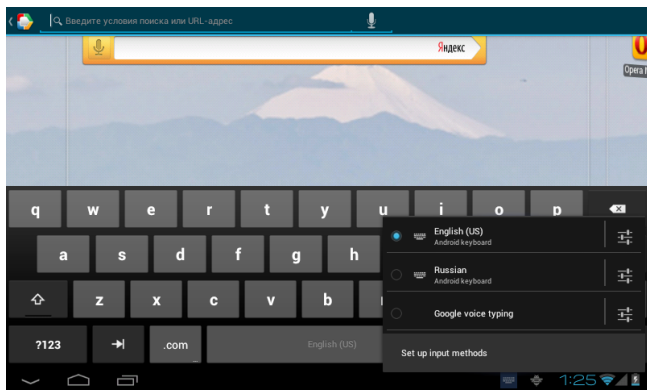 Введите условия поиска или URL-адрес
Яндекс
Opera
q w e r t y u i o p
a s d f g h
z x c v b
?123 .com English (US)
English (US)
Android keyboard
Russian
Android keyboard
Google voice typing
Set up input methods
1:25